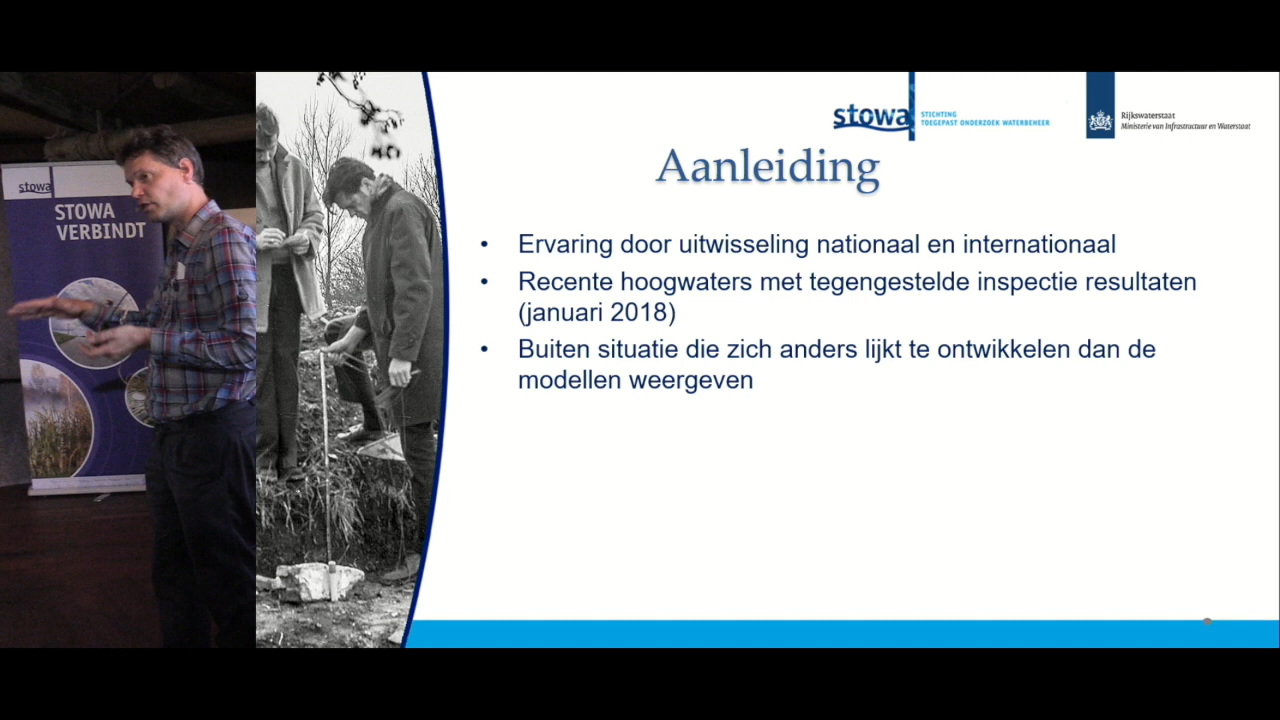 stowa
STOWA
VERBINDT
stowa
STICHTING
TOEGEPAST ONDERZOEK WATERBEHEER
Rijkswaterstaat
Ministerie van Infrastructuur en Waterstaat
Aanleiding
• Ervaring door uitwisseling nationaal en internationaal
• Recente hoogwaters met tegengestelde inspectie resultaten
(januari 2018)
• Buiten situatie die zich anders lijkt te ontwikkelen dan de
modellen weergeven